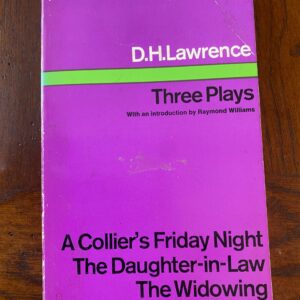 D.H.Lawrence
Three Plays
With an introduction by Raymond Williams
A Collier's Friday Night
The Daughter-in-Law
The Widowing